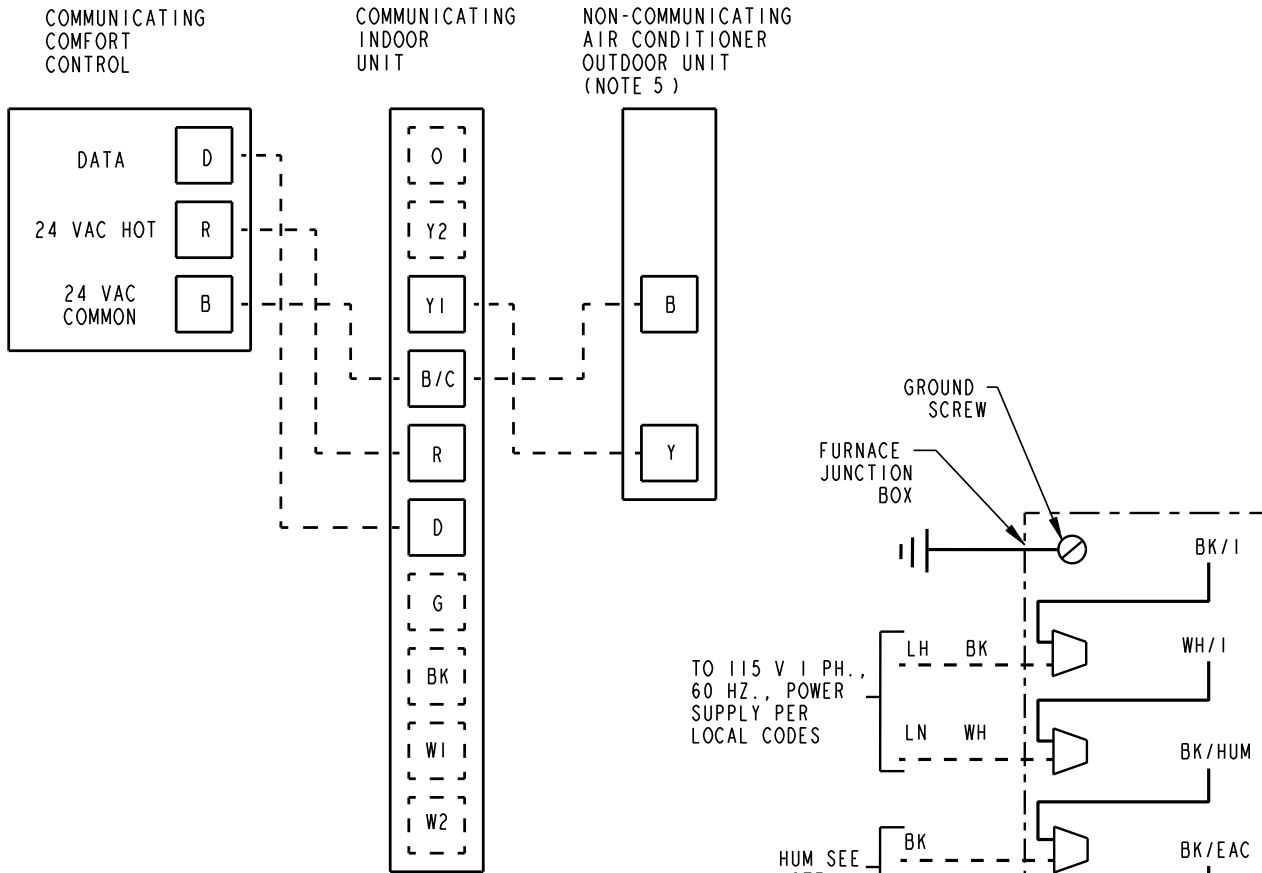 COMMUNICATING
COMFORT
CONTROL
COMMUNICATING
INDOOR
UNIT
NON-COMMUNICATING
AIR CONDITIONER
OUTDOOR UNIT
(NOTE 5)
DATA D
24 VAC HOT R
24 VAC
COMMON
B
O
Y2
Y1
B/C
R
D
G
BK
W1
W2
B
Y
GROUND
SCREW
FURNACE
JUNCTION
BOX
BK/1
WH/1
BK/HUM
BK/EAC
TO 115 V 1 PH.,
60 HZ., POWER
SUPPLY PER
LOCAL CODES
LH BK
LN WH
HUM SEE
BK